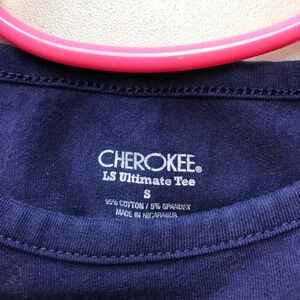 CHEROKEE®
LS Ultimate Tee
S
95% COTTON / 5% SPANDEX
MADE IN NICARAGUA